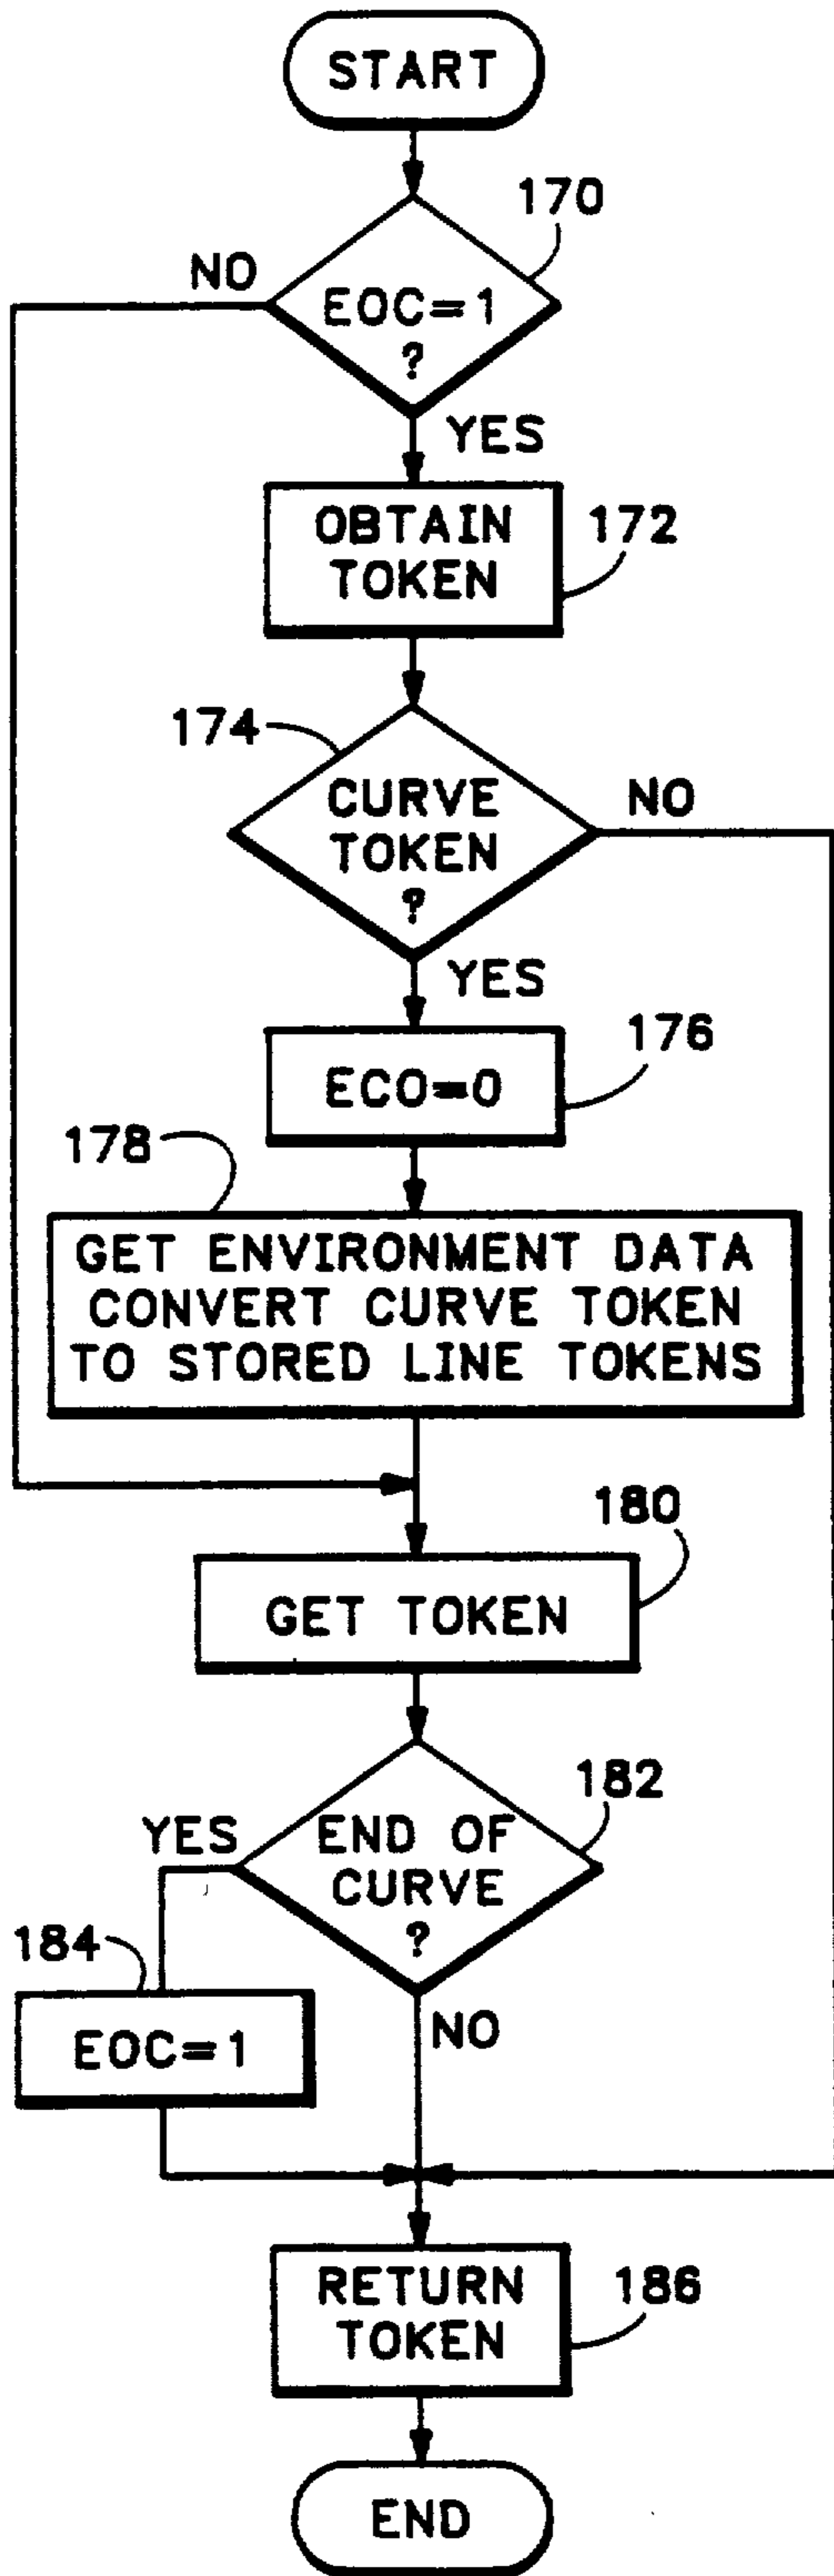 START
170
NO
EOC=1
?
YES
OBTAIN
TOKEN
172
174
CURVE
TOKEN
?
NO
YES
ECO=0
176
178
GET ENVIRONMENT DATA
CONVERT CURVE TOKEN
TO STORED LINE TOKENS
180
GET TOKEN
182
YES
END OF
CURVE
?
184
EOC=1
NO
RETURN
TOKEN
186
END